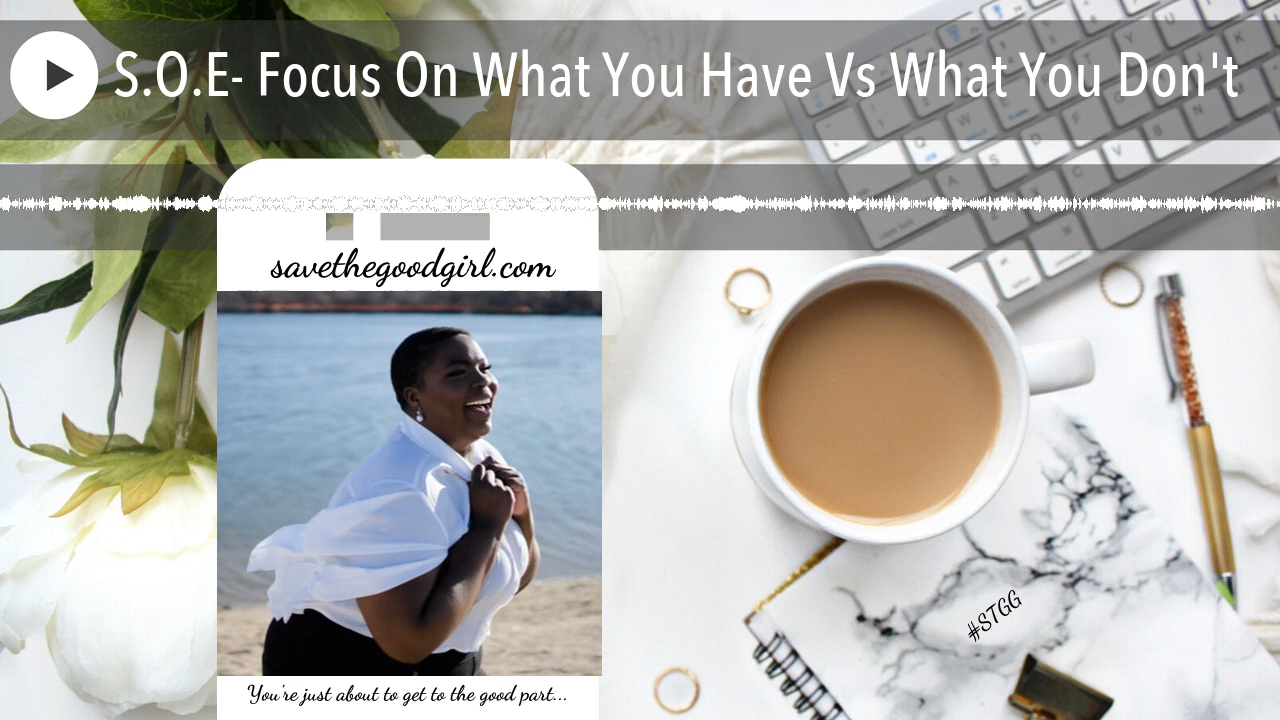 S.O.E- Focus On What You Have Vs What You Don't
savethegoodgirl.com
You're just about to get to the good part...
#STGG